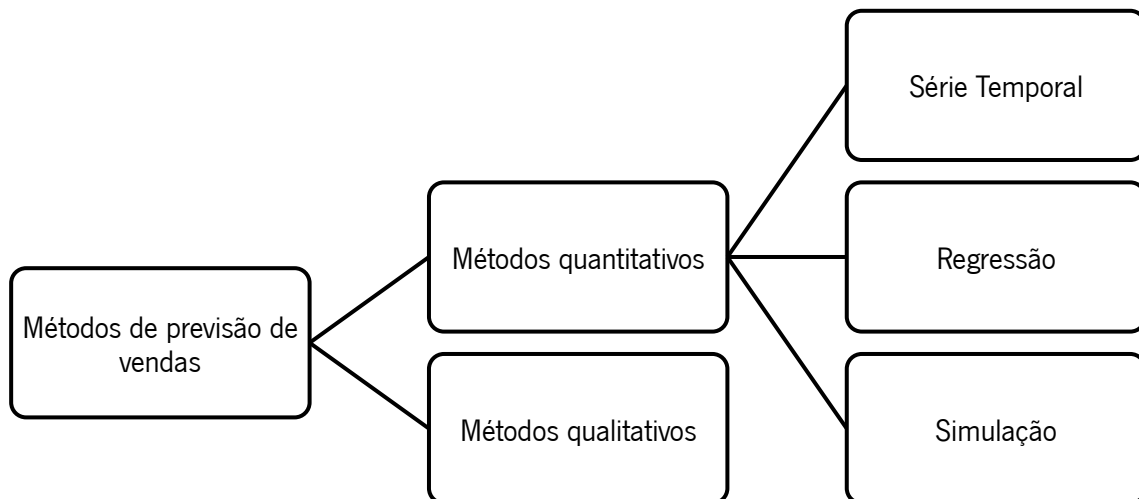 Métodos de previsão de
vendas
Métodos quantitativos
Métodos qualitativos
Série Temporal
Regressão
Simulação